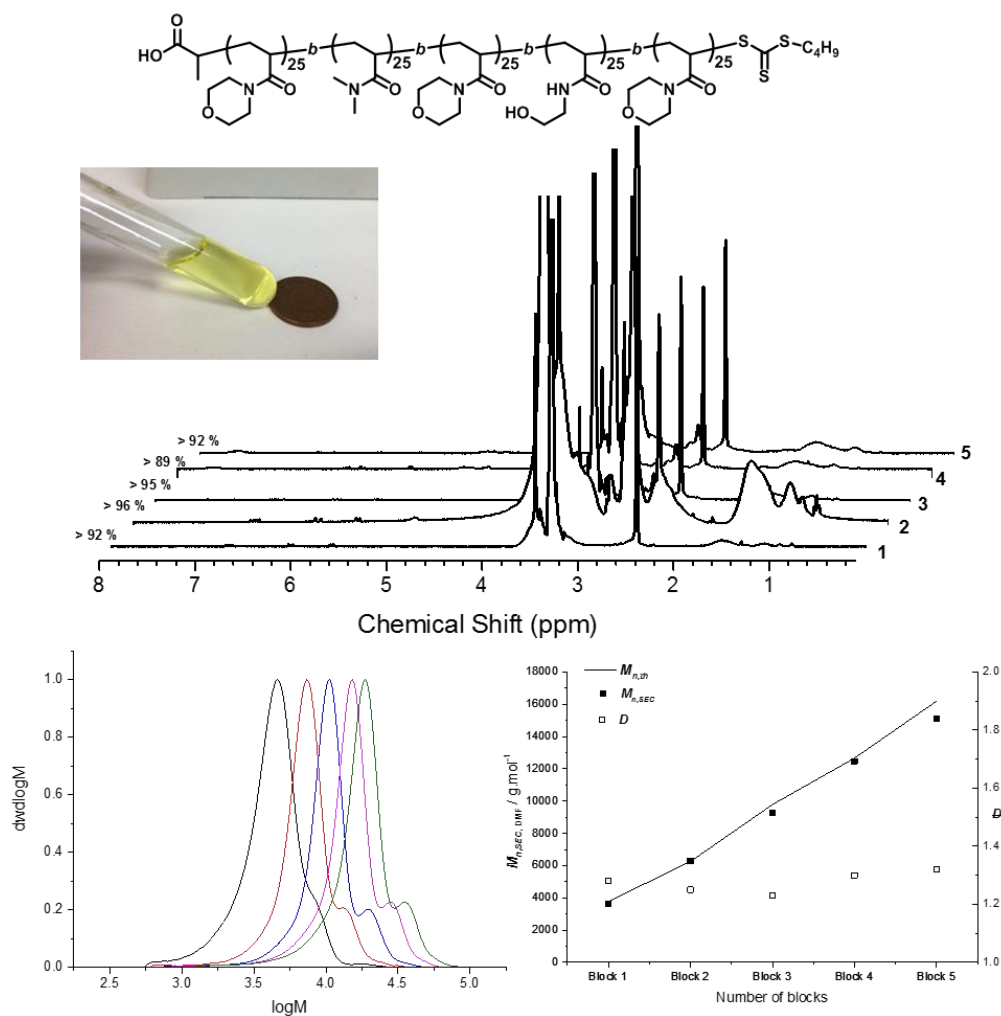 O
HO
25
b
25
b
25
b
25
b
25
S
S
C4H9
S
N
O
O
N
O
N
O
O
HN
O
HO
N
O
O
> 92 %
5
> 89 %
4
> 95 %
3
> 96 %
2
> 92 %
1
8 7 6 5 4 3 2 1
Chemical Shift (ppm)
1.0
0.8
0.6
0.4
0.2
0.0
dwdlogM
2.5 3.0 3.5 4.0 4.5 5.0
logM
18000
16000
14000
12000
10000
8000
6000
4000
2000
0
Mn,SEC, DMF / g.mol-1
Mn,th
Mn,SEC
Đ
2.0
1.8
1.6
1.4
1.2
1.0
Đ
Block 1 Block 2 Block 3 Block 4 Block 5
Number of blocks